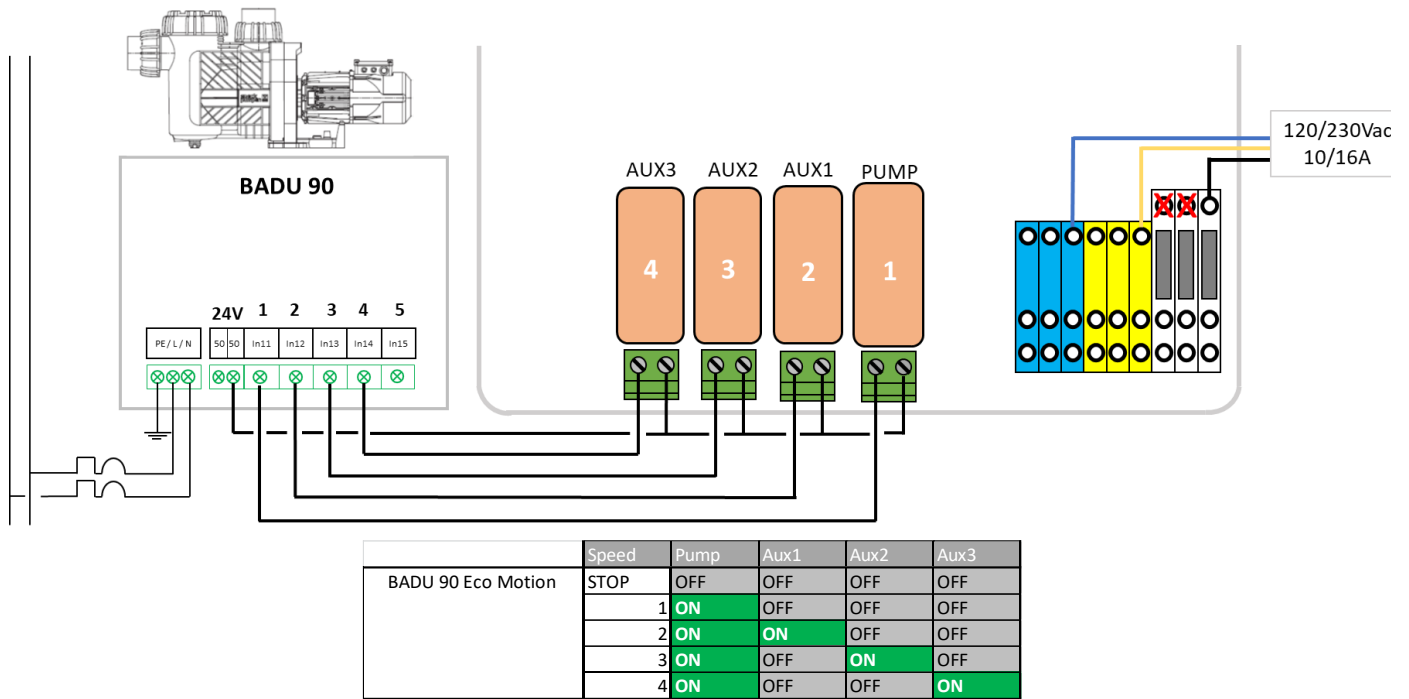 120/230Vac
10/16A
BADU 90
AUX3 AUX2 AUX1 PUMP
4 3 2 1
24V 1 2 3 4 5
PE / L / N 50 50 In11 In12 In13 In14 In15
Speed Pump Aux1 Aux2 Aux3
BADU 90 Eco Motion STOP OFF OFF OFF OFF
1 ON OFF OFF OFF
2 ON ON OFF OFF
3 ON OFF ON OFF
4 ON OFF OFF ON